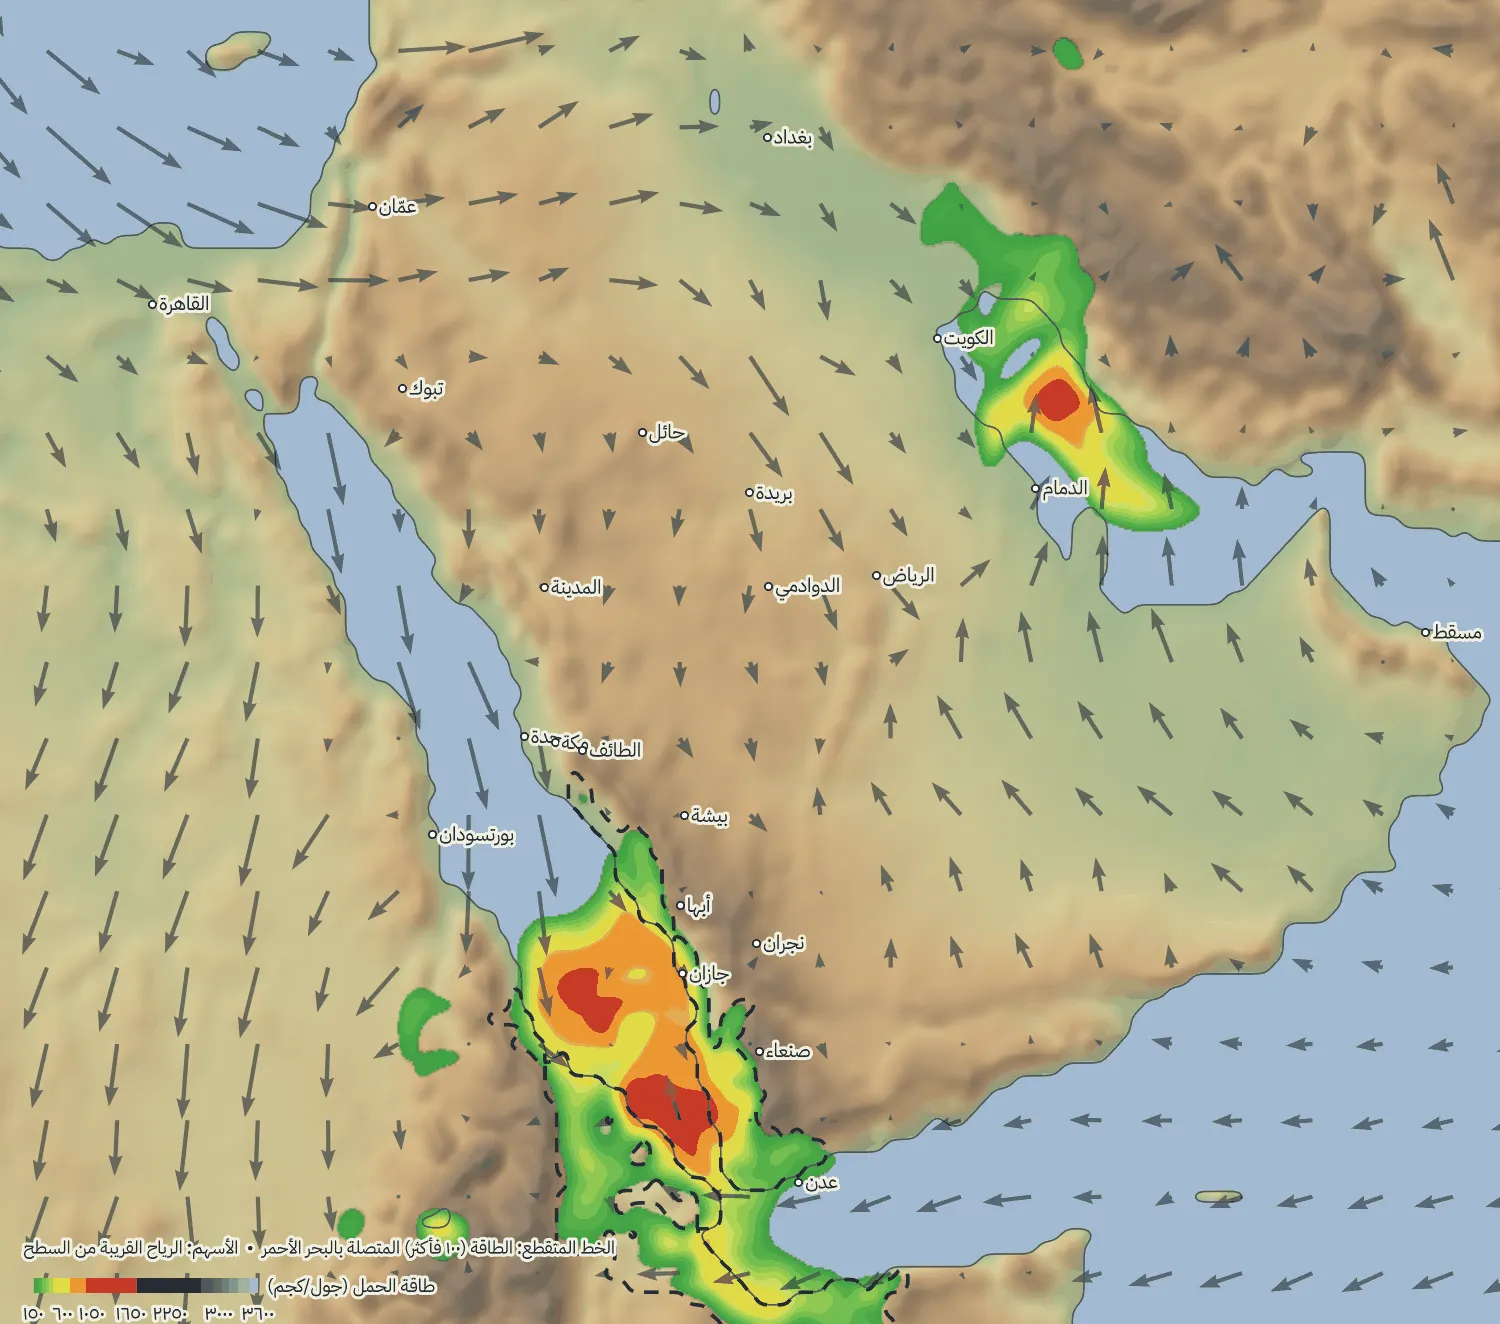 بغداد
عمّان
القاهرة
الكويت
تبوك
حائل
الدمام
بريدة
الرياض
الدوادمي
المدينة
مسقط
جدة
مكة
الطائف
بيشة
بورتسودان
أبها
نجران
جازان
صنعاء
عدن
الخط المتقطع: الطاقة (١٠٠ فأكثر) المتصلة بالبحر الأحمر • الأسهم: الرياح القريبة من السطح
طاقة الحمل (جول/كجم)
١٥٠ ٦٠٠ ١٠٥٠ ١٦٥٠ ٢٢٥٠ ٣٠٠٠ ٣٦٠٠